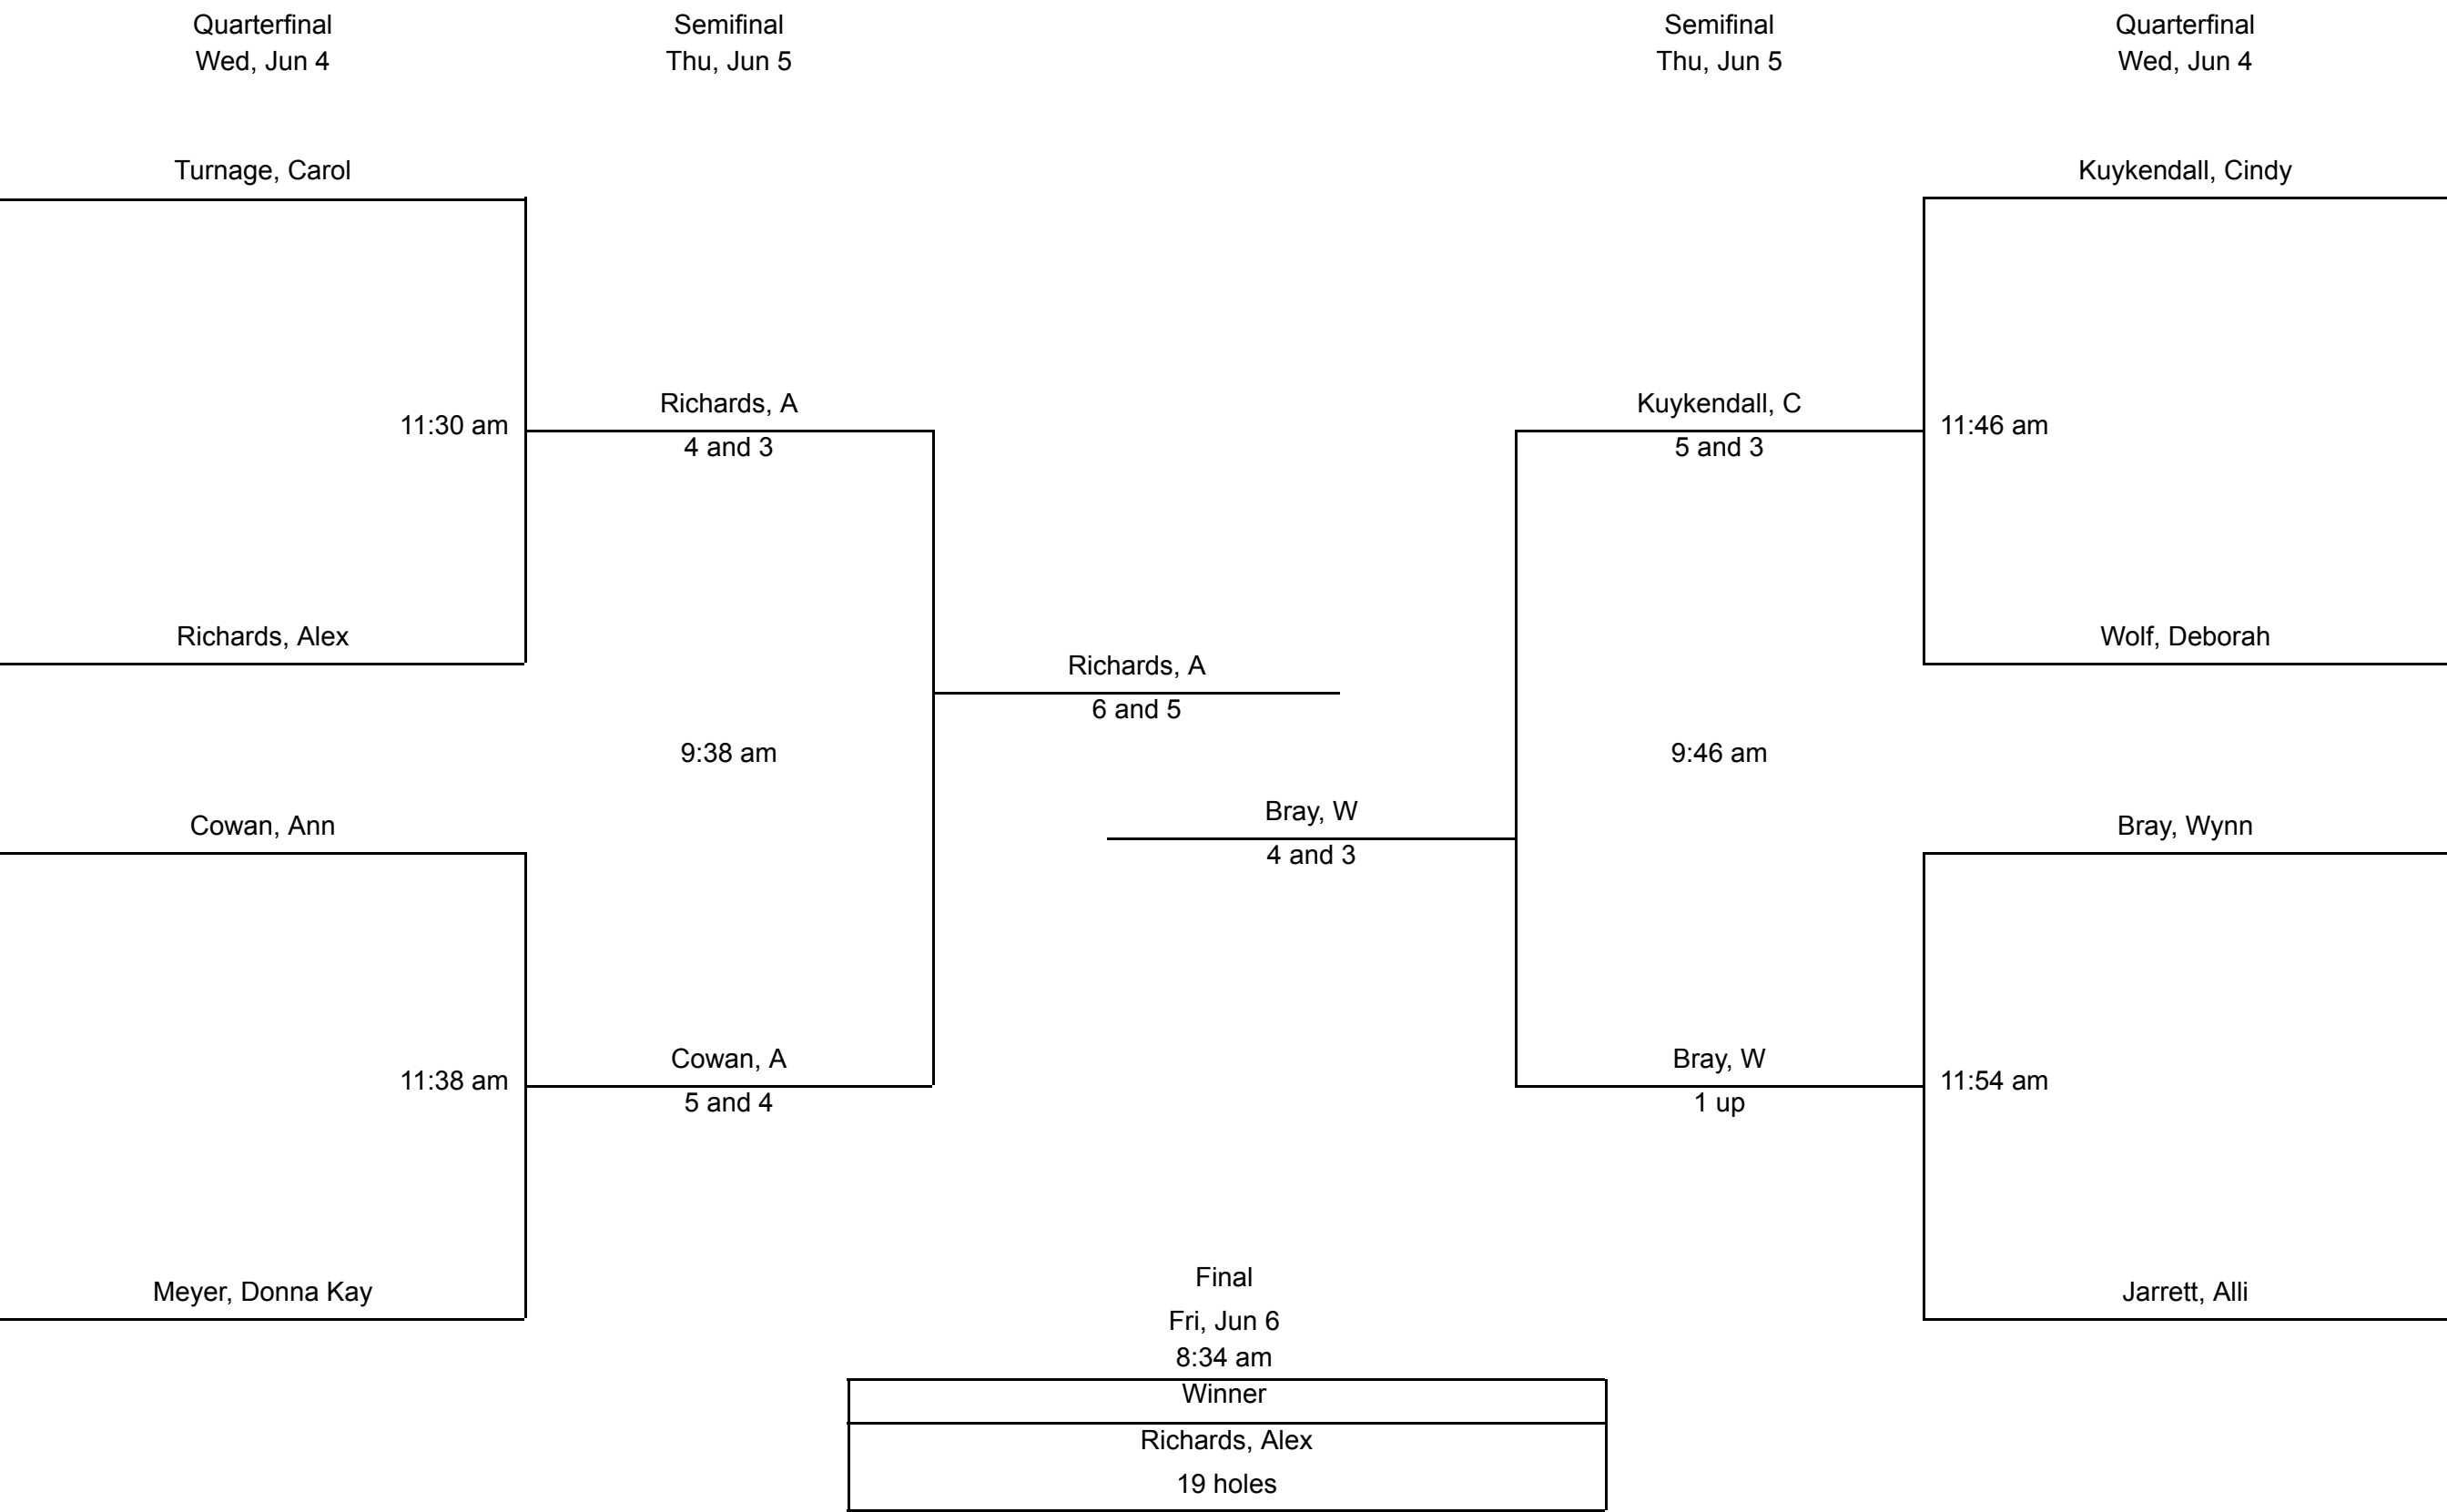 Quarterfinal
Wed, Jun 4
Semifinal
Thu, Jun 5
Semifinal
Thu, Jun 5
Quarterfinal
Wed, Jun 4
Turnage, Carol
Kuykendall, Cindy
Richards, A
Kuykendall, C
11:30 am
11:46 am
4 and 3
5 and 3
Richards, Alex
Wolf, Deborah
Richards, A
6 and 5
9:38 am
9:46 am
Bray, W
4 and 3
Cowan, Ann
Bray, Wynn
Cowan, A
Bray, W
11:38 am
11:54 am
5 and 4
1 up
Meyer, Donna Kay
Jarrett, Alli
Final
Fri, Jun 6
8:34 am
Winner
Richards, Alex
19 holes